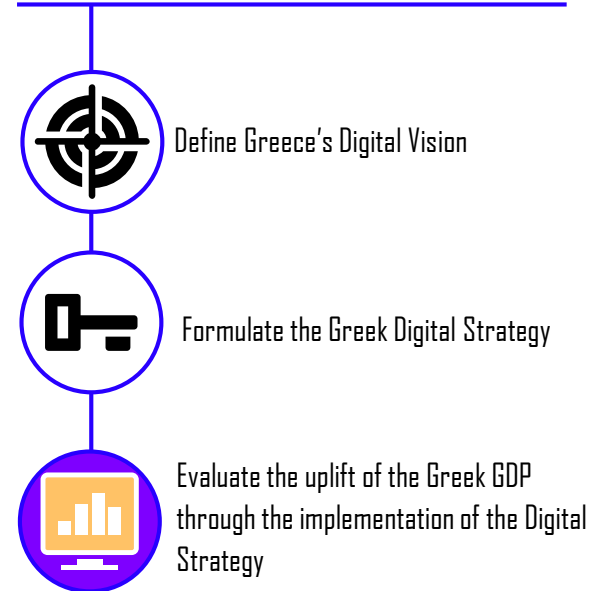 Define Greece's Digital Vision
Formulate the Greek Digital Strategy
Evaluate the uplift of the Greek GDP
through the implementation of the Digital
Strategy